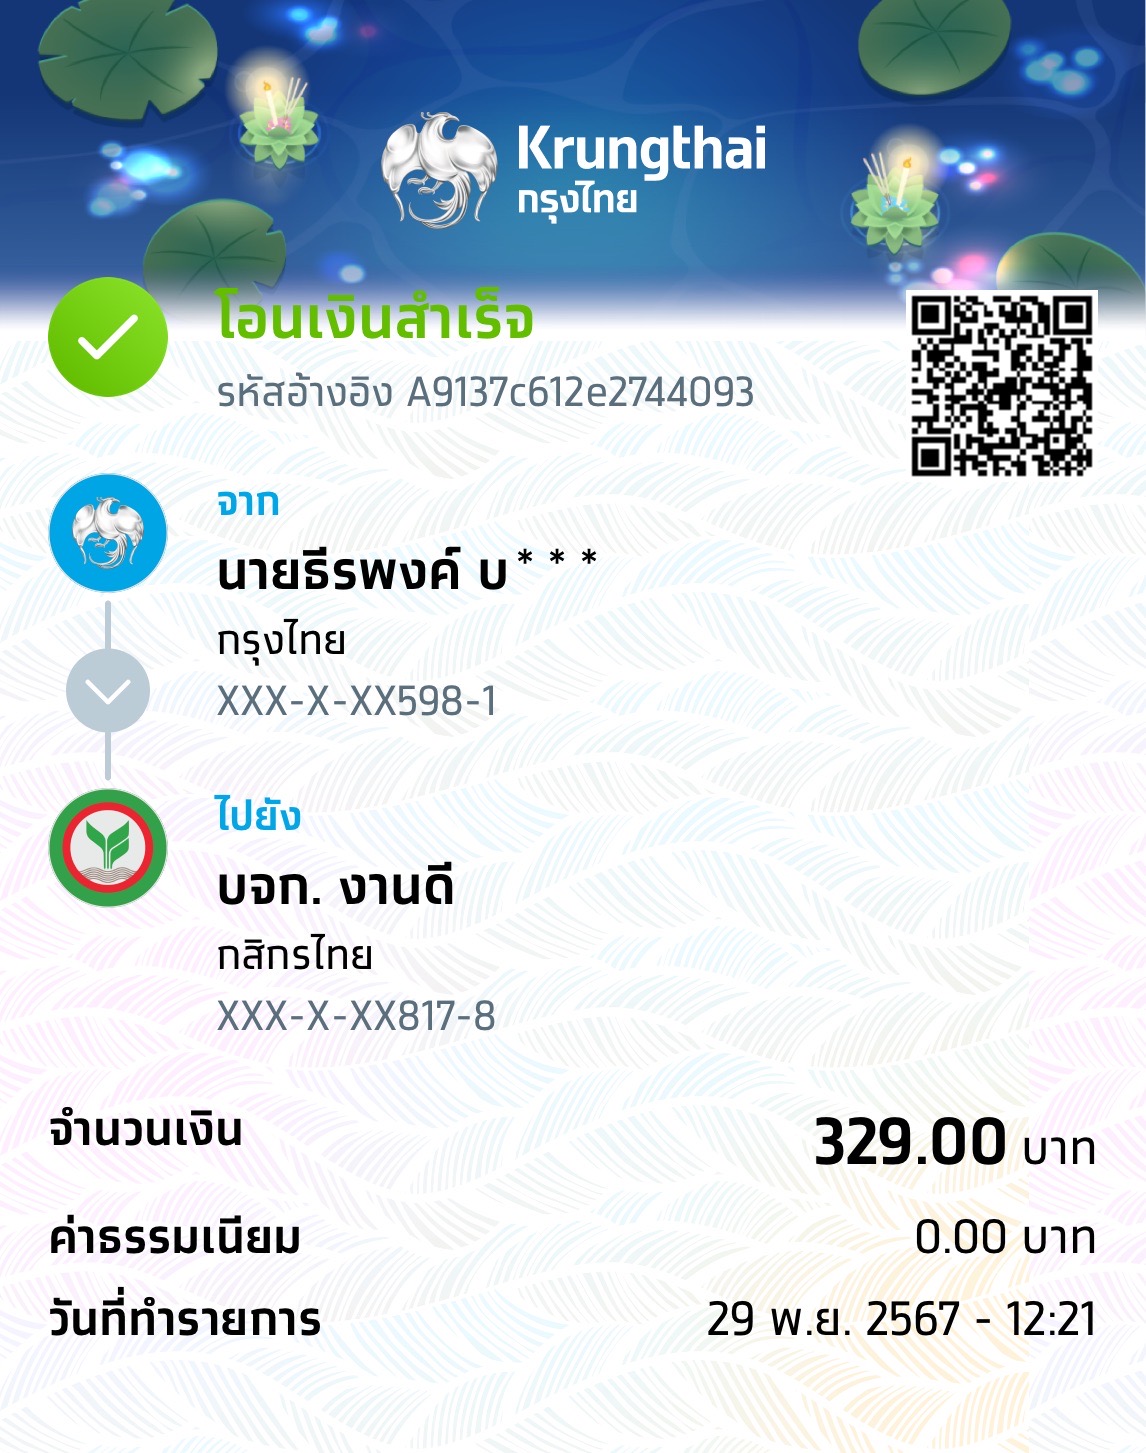 Krungthai
กรุงไทย
โอนเงินสำเร็จ
รหัสอ้างอิง A9137c612e2744093
จาก
นายธีรพงค์ บ***
กรุงไทย
XXX-X-XX598-1
ไปยัง
บจก. งานดี
กสิกรไทย
XXX-X-XX817-8
จำนวนเงิน 329.00 บาท
ค่าธรรมเนียม 0.00 บาท
วันที่ทำรายการ 29 พ.ย. 2567 - 12:21